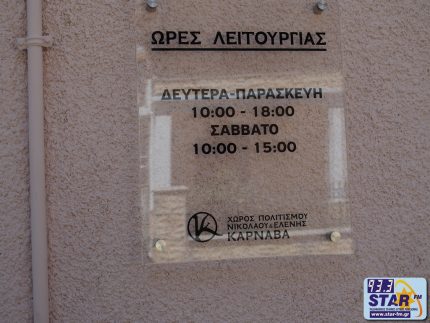 ΩΡΕΣ ΛΕΙΤΟΥΡΓΙΑΣ
ΔΕΥΤΕΡΑ-ΠΑΡΑΣΚΕΥΗ
10:00 - 18:00
ΣΑΒΒΑΤΟ
10:00 - 15:00
ΧΩΡΟΣ ΠΟΛΙΤΙΣΜΟΥ
ΝΙΚΟΛΑΟΥ & ΕΛΕΝΗΣ
ΚΑΡΝΑΒΑ
93.3
STAR FM
www.star-fm.gr